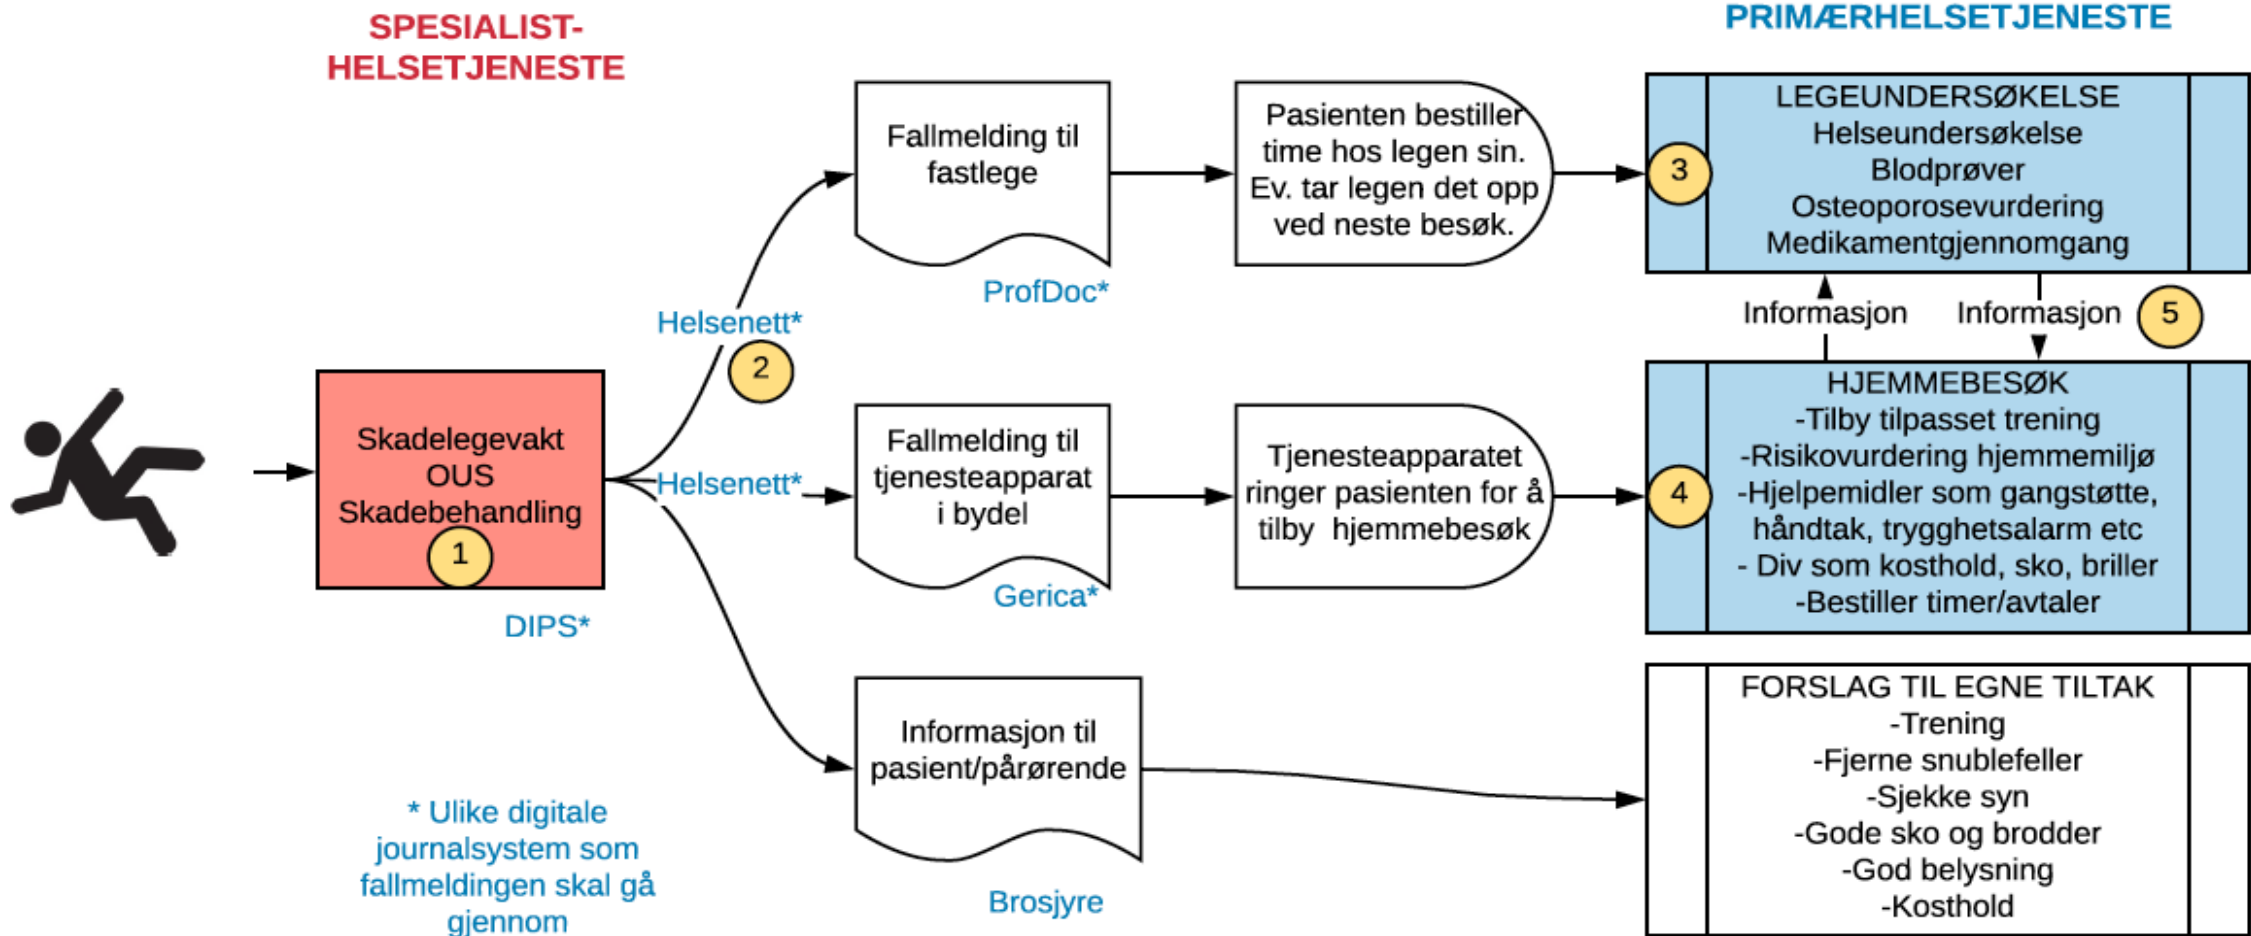 SPESIALIST-
HELSETJENESTE
PRIMÆRHELSETJENESTE
Skadelegevakt
OUS
Skadebehandling
1
DIPS*
* Ulike digitale
journalsystem som
fallmeldingen skal gå
gjennom
Helsenett*
2
Helsenett*
Fallmelding til
fastlege
ProfDoc*
Pasienten bestiller
time hos legen sin.
Ev. tar legen det opp
ved neste besøk.
3
LEGEUNDERSØKELSE
Helseundersøkelse
Blodprøver
Osteoporosevurdering
Medikamentgjennomgang
Informasjon
Informasjon
5
Fallmelding til
tjenesteapparat
i bydel
Gerica*
Tjenesteapparatet
ringer pasienten for å
tilby hjemmebesøk
4
HJEMMEBESØK
-Tilby tilpasset trening
-Risikovurdering hjemmemiljø
-Hjelpemidler som gangstøtte,
håndtak, trygghetsalarm etc
- Div som kosthold, sko, briller
-Bestiller timer/avtaler
Informasjon til
pasient/pårørende
Brosjyre
FORSLAG TIL EGNE TILTAK
-Trening
-Fjerne snublefeller
-Sjekke syn
-Gode sko og brodder
-God belysning
-Kosthold